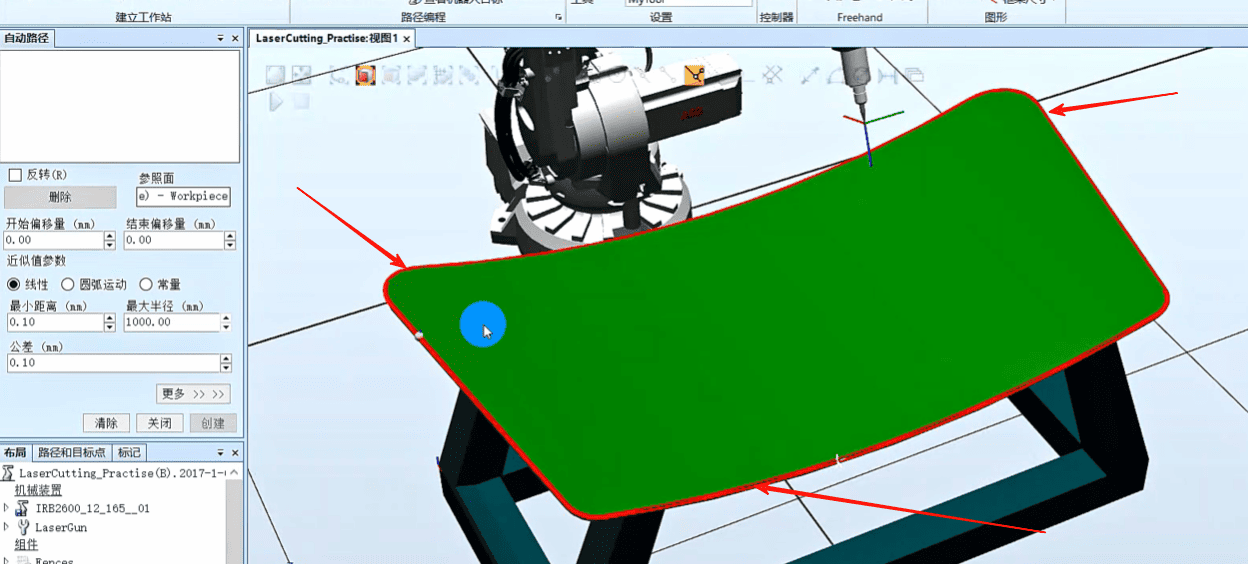 建立工作站
路径编程
设置
控制器
Freehand
图形
自动路径
LaserCutting_Practise:视图1
反转(R)
参照面
删除
e) - Workpiece
开始偏移量 (mm)
结束偏移量 (mm)
0.00
0.00
近似值参数
线性
圆弧运动
常量
最小距离 (mm)
最大半径 (mm)
0.10
1000.00
公差 (mm)
0.10
更多 >> >>
清除
关闭
创建
布局
路径和目标点
标记
LaserCutting_Practise(B).2017-1-
机械装置
IRB2600_12_165__01
LaserGun
组件
Fences